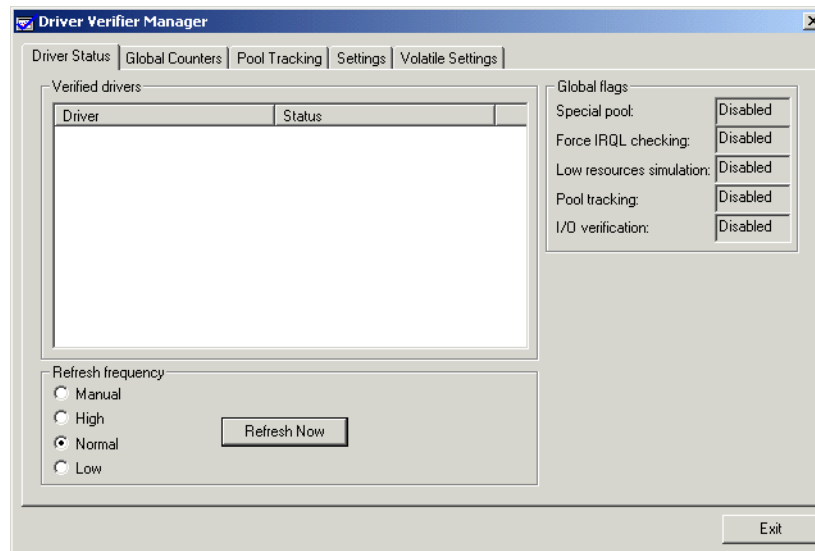 Driver Verifier Manager
Driver Status Global Counters Pool Tracking Settings Volatile Settings
Verified drivers
Driver Status
Global flags
Special pool: Disabled
Force IRQL checking: Disabled
Low resources simulation: Disabled
Pool tracking: Disabled
I/O verification: Disabled
Refresh frequency
Manual
High
Normal
Low
Refresh Now
Exit